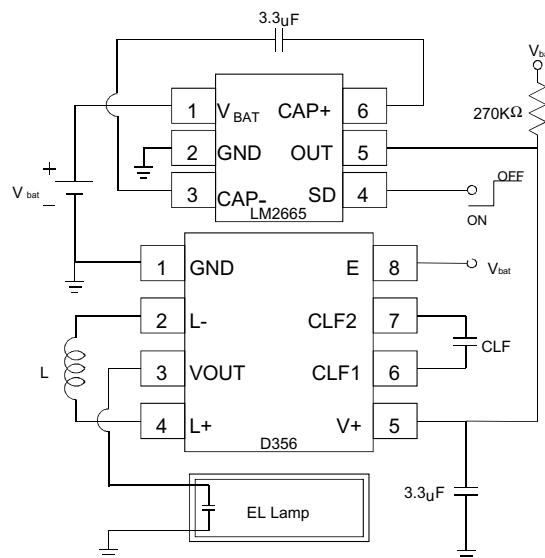 3.3uF
V ba
270KΩ
1 VBAT CAP+ 6
2 GND OUT 5
3 CAP- SD 4
LM2665
+
V bat
–
OFF
ON
1 GND E 8
Vbat
2 L- CLF2 7
CLF
L
3 VOUT CLF1 6
4 L+ V+ 5
D356
3.3uF
EL Lamp